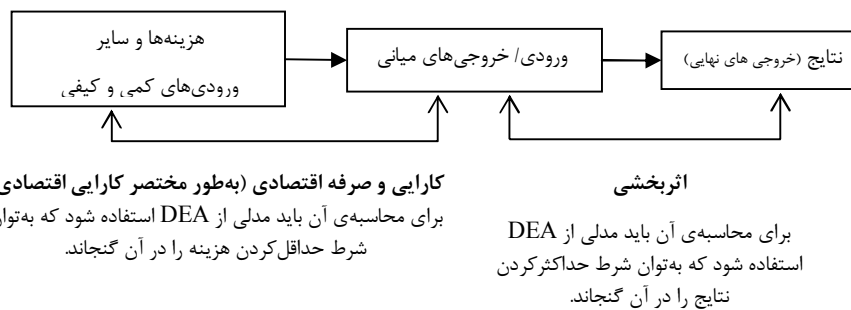 هزینه‌ها و سایر
ورودی‌های کمی و کیفی
ورودی/ خروجی‌های میانی
نتایج (خروجی های نهایی)
کارایی و صرفه اقتصادی (به‌طور مختصر کارایی اقتصادی
برای محاسبه‌ی آن باید مدلی از DEA استفاده شود که به‌توان
شرط حداقل‌کردن هزینه را در آن گنجاند.
اثربخشی
برای محاسبه‌ی آن باید مدلی از DEA
استفاده شود که به‌توان شرط حداکثرکردن
نتایج را در آن گنجاند.